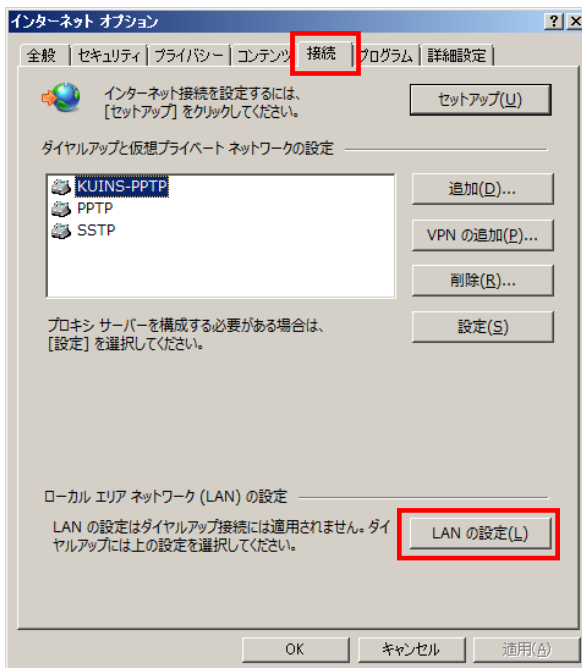 インターネット オプション
全般 セキュリティ プライバシー コンテンツ 接続 プログラム 詳細設定
インターネット接続を設定するには、
[セットアップ] をクリックしてください。
セットアップ(U)
ダイヤルアップと仮想プライベート ネットワークの設定
KUINS-PPTP
PPTP
SSTP
追加(D)...
VPN の追加(P)...
削除(R)...
プロキシ サーバーを構成する必要がある場合は、
[設定] を選択してください。
設定(S)
ローカル エリア ネットワーク (LAN) の設定
LAN の設定はダイヤルアップ接続には適用されません。ダイ
ヤルアップには上の設定を選択してください。
LAN の設定(L)
OK キャンセル 適用(A)